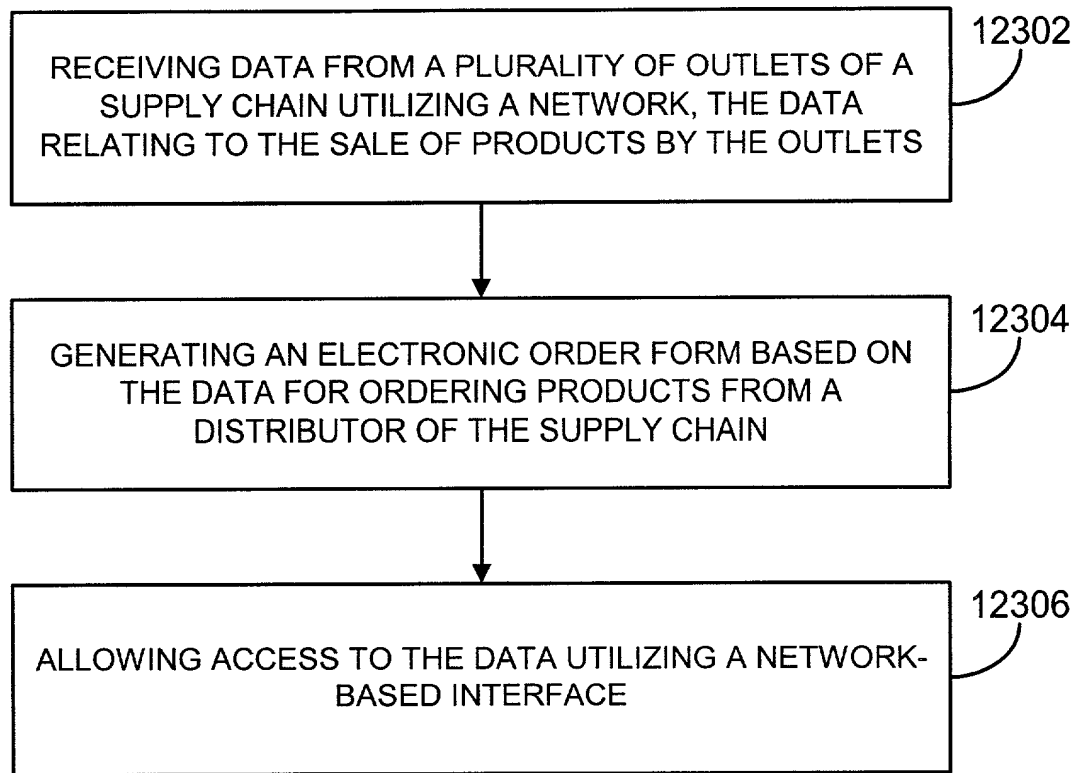 12302
RECEIVING DATA FROM A PLURALITY OF OUTLETS OF A
SUPPLY CHAIN UTILIZING A NETWORK, THE DATA
RELATING TO THE SALE OF PRODUCTS BY THE OUTLETS
12304
GENERATING AN ELECTRONIC ORDER FORM BASED ON
THE DATA FOR ORDERING PRODUCTS FROM A
DISTRIBUTOR OF THE SUPPLY CHAIN
12306
ALLOWING ACCESS TO THE DATA UTILIZING A NETWORK-
BASED INTERFACE